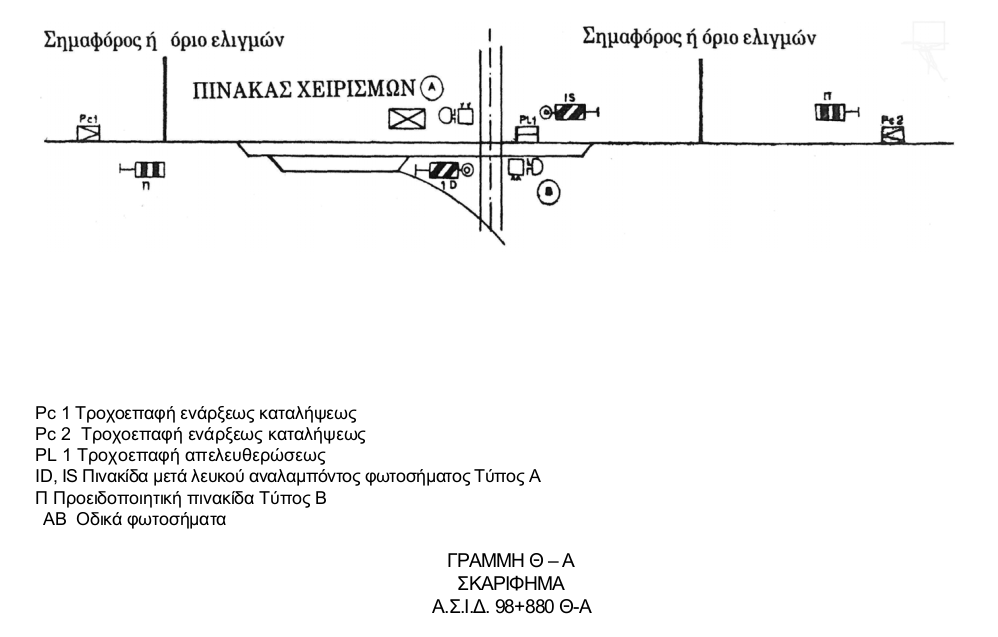 Σημαφόρος ή όριο ελιγμών
Σημαφόρος ή όριο ελιγμών
ΠΙΝΑΚΑΣ ΧΕΙΡΙΣΜΩΝ A
Pc1
PL1
IS
Π
Pc2
Π
1D
B
Pc 1 Τροχοεπαφή ενάρξεως καταλήψεως
Pc 2 Τροχοεπαφή ενάρξεως καταλήψεως
PL 1 Τροχοεπαφή απελευθερώσεως
ID, IS Πινακίδα μετά λευκού αναλαμπόντος φωτοσήματος Τύπος Α
Π Προειδοποιητική πινακίδα Τύπος Β
ΑΒ Οδικά φωτοσήματα
ΓΡΑΜΜΗ Θ – Α
ΣΚΑΡΙΦΗΜΑ
Α.Σ.Ι.Δ. 98+880 Θ-Α